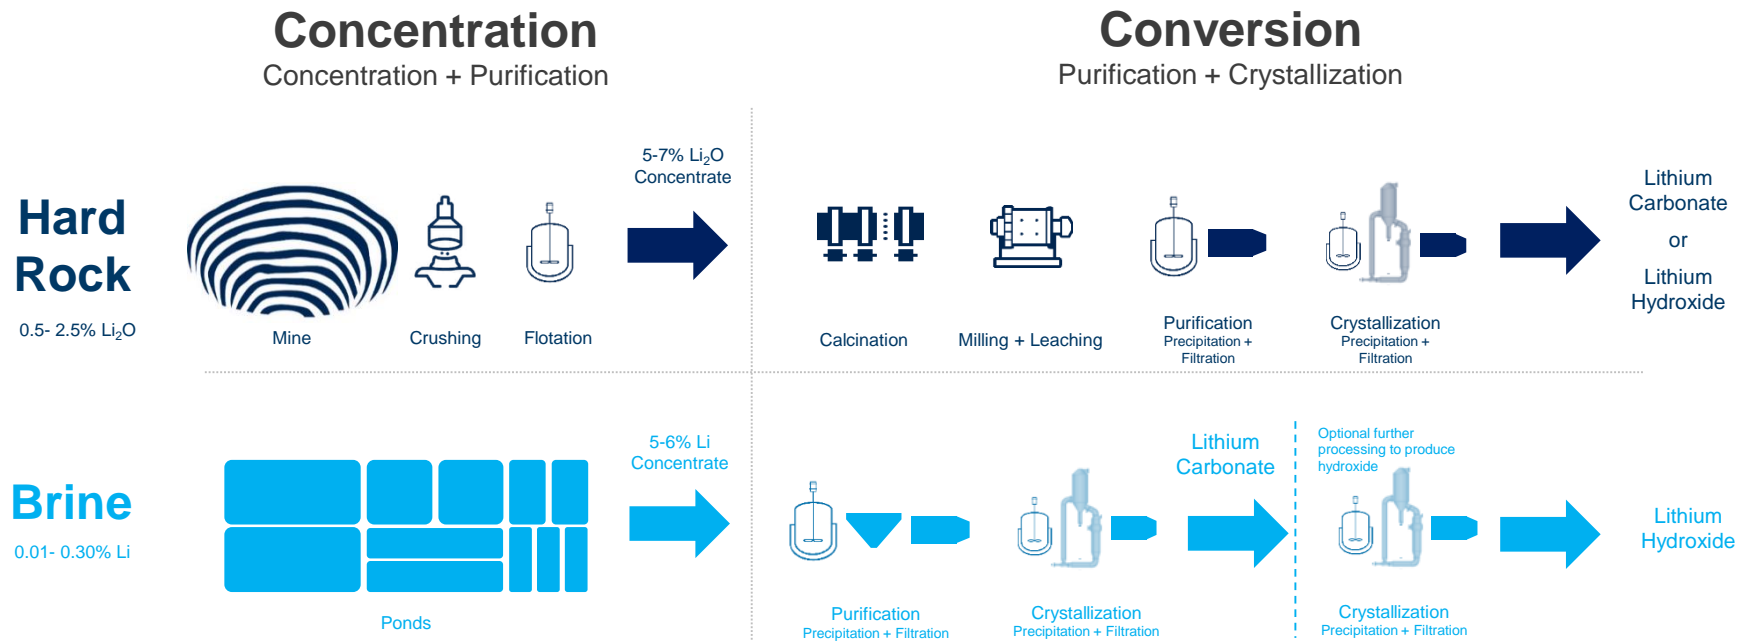 Concentration
Concentration + Purification
Conversion
Purification + Crystallization
Hard
Rock
0.5- 2.5% Li₂O
Mine
Crushing
Flotation
5-7% Li₂O
Concentrate
Calcination
Milling + Leaching
Purification
Precipitation +
Filtration
Crystallization
Precipitation +
Filtration
Lithium
Carbonate
or
Lithium
Hydroxide
Brine
0.01- 0.30% Li
Ponds
5-6% Li
Concentrate
Purification
Precipitation + Filtration
Crystallization
Precipitation + Filtration
Lithium
Carbonate
Optional further
processing to produce
hydroxide
Crystallization
Precipitation + Filtration
Lithium
Hydroxide